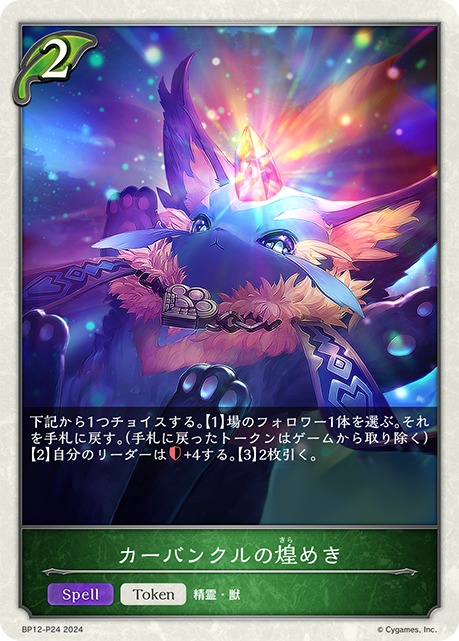 2
下記から1つチョイスする。【1】場のフォロワー1体を選ぶ。それ
を手札に戻す。(手札に戻ったトークンはゲームから取り除く)
【2】自分のリーダーは+4する。【3】2枚引く。
きら
カーバンクルの煌めき
Spell Token 精霊・獣
BP12-P24 2024 © Cygames, Inc.